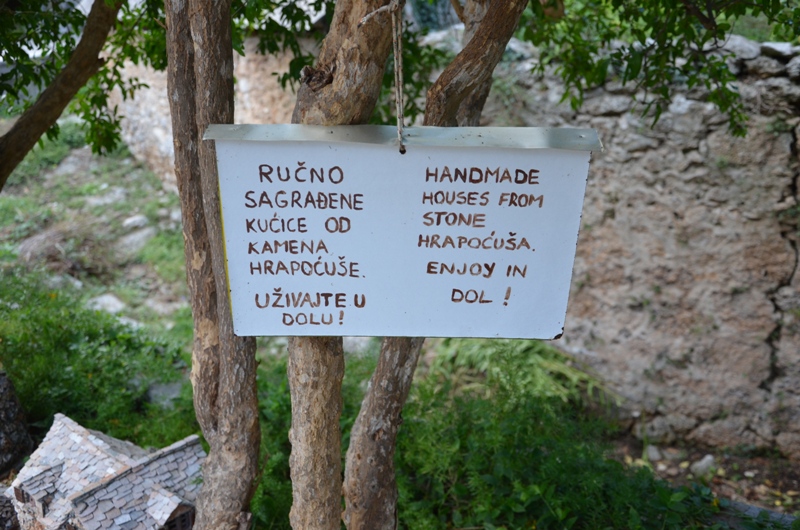 RUČNO
SAGRAĐENE
KUĆICE OD
KAMENA
HRAPOĆUŠE.
UŽIVAJTE U
DOLU!
HANDMADE
HOUSES FROM
STONE
HRAPOĆUŠA.
ENJOY IN
DOL!